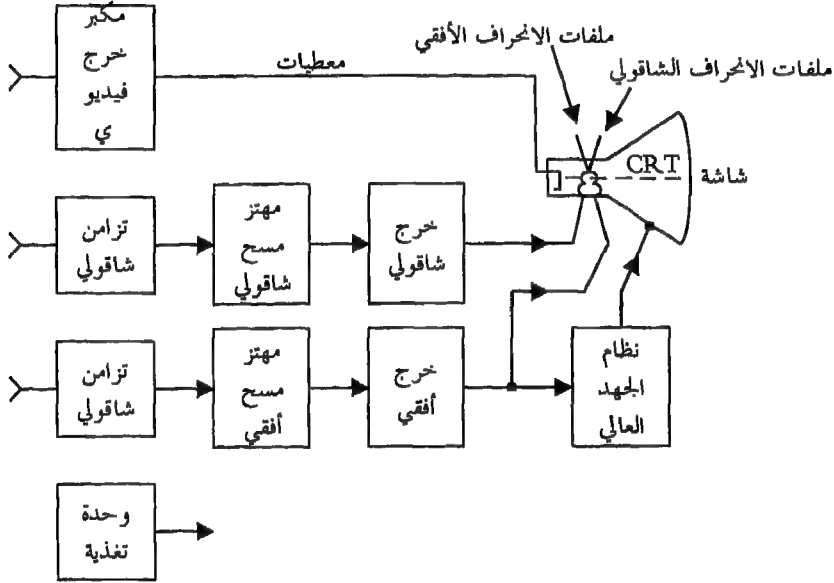 مكبر
خرج
فيديو
ي
معطيات
ملفات الانحراف الأفقي
ملفات الانحراف الشاقولي
CRT
شاشة
تزامن
شاقولي
مهتز
مسح
شاقولي
خرج
شاقولي
تزامن
شاقولي
مهتز
مسح
أفقي
خرج
أفقي
نظام
الجهد
العالي
وحدة
تغذية